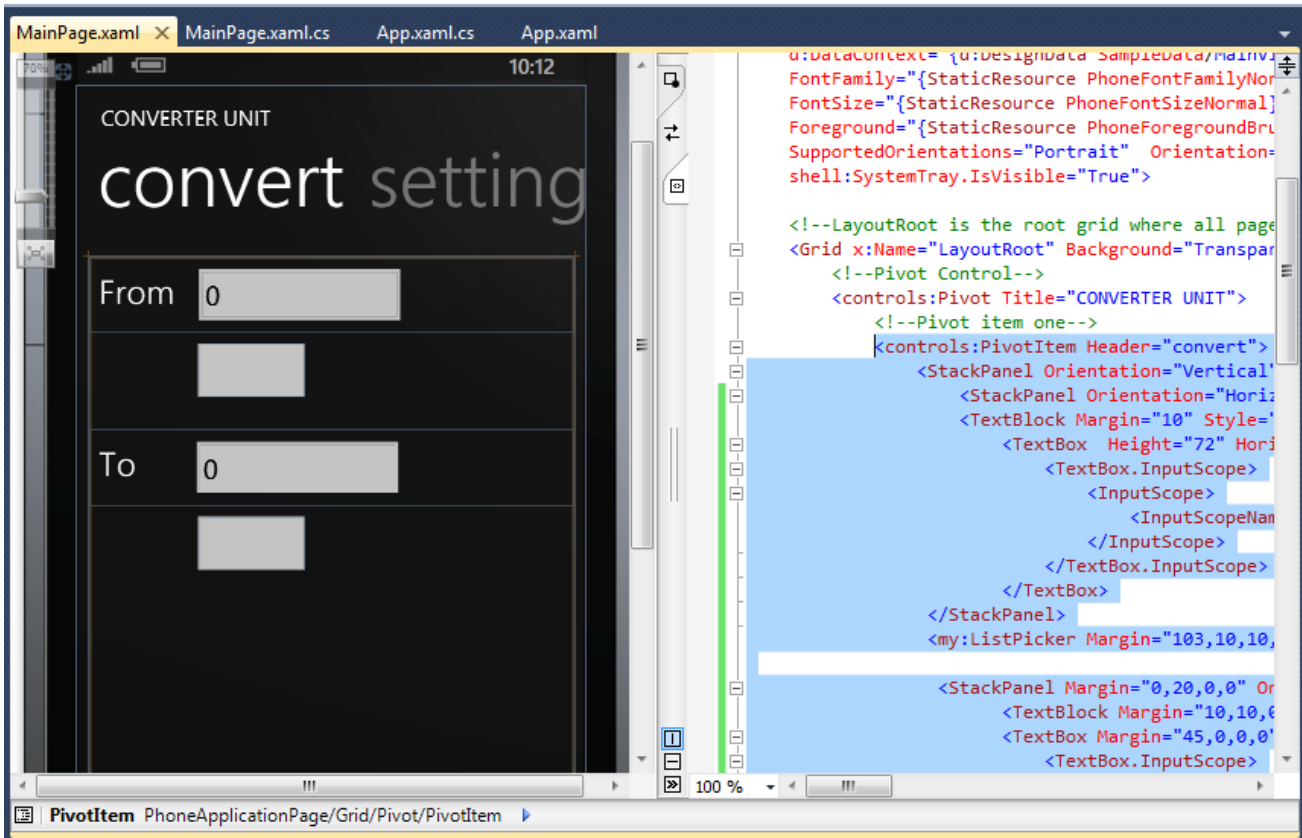 MainPage.xaml MainPage.xaml.cs App.xaml.cs App.xaml
70%
10:12
CONVERTER UNIT
convert setting
From 0
To 0
d:DataContext="{d:DesignData SampleData/MainVi
FontFamily="{StaticResource PhoneFontFamilyNor
FontSize="{StaticResource PhoneFontSizeNormal}
Foreground="{StaticResource PhoneForegroundBru
SupportedOrientations="Portrait"  Orientation=
shell:SystemTray.IsVisible="True">
<!--LayoutRoot is the root grid where all page
<Grid x:Name="LayoutRoot" Background="Transpar
<!--Pivot Control-->
<controls:Pivot Title="CONVERTER UNIT">
<!--Pivot item one-->
<controls:PivotItem Header="convert">
<StackPanel Orientation="Vertical"
<StackPanel Orientation="Horiz
<TextBlock Margin="10" Style="
<TextBox  Height="72" Hori
<TextBox.InputScope>
<InputScope>
<InputScopeNam
</InputScope>
</TextBox.InputScope>
</TextBox>
</StackPanel>
<my:ListPicker Margin="103,10,10,
<StackPanel Margin="0,20,0,0" Or
<TextBlock Margin="10,10,0
<TextBox Margin="45,0,0,0"
<TextBox.InputScope>
100 %
PivotItem PhoneApplicationPage/Grid/Pivot/PivotItem